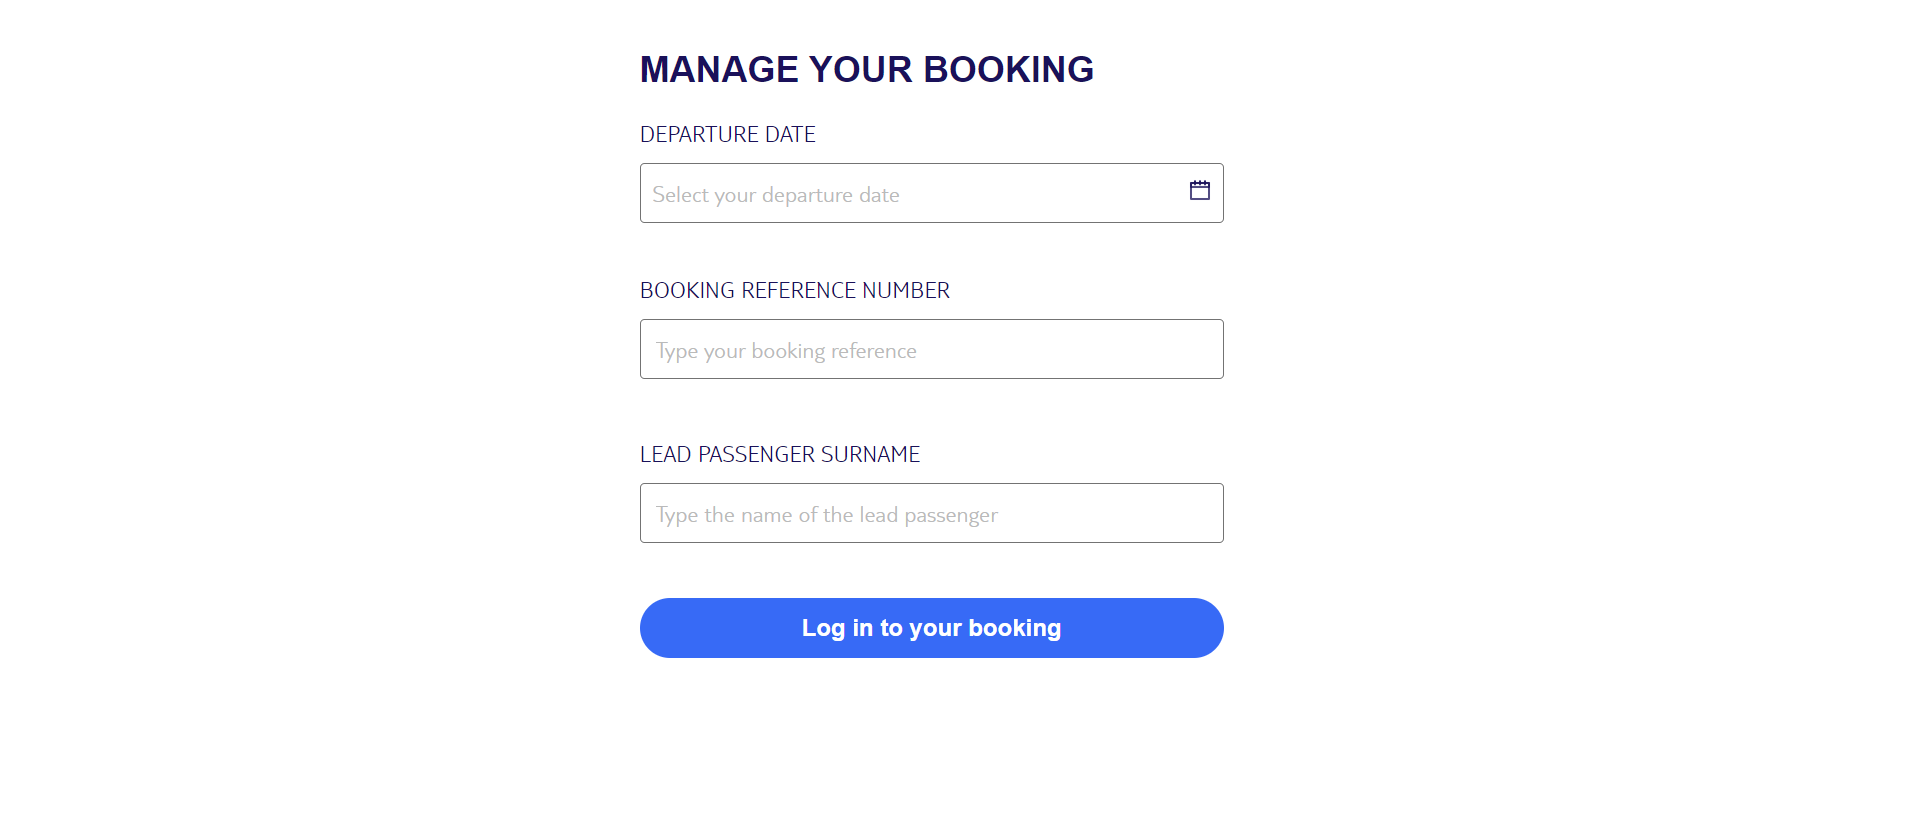 MANAGE YOUR BOOKING
DEPARTURE DATE
Select your departure date
BOOKING REFERENCE NUMBER
Type your booking reference
LEAD PASSENGER SURNAME
Type the name of the lead passenger
Log in to your booking